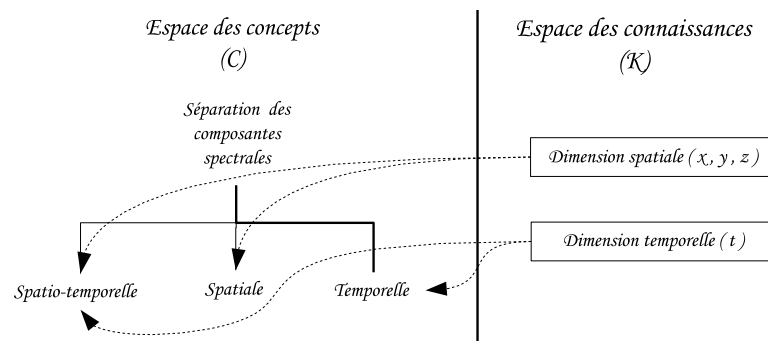 Espace des concepts
(C)
Espace des connaissances
(K)
Séparation des
composantes
spectrales
Dimension spatiale ( x , y , z )
Dimension temporelle ( t )
Spatio-temporelle
Spatiale
Temporelle